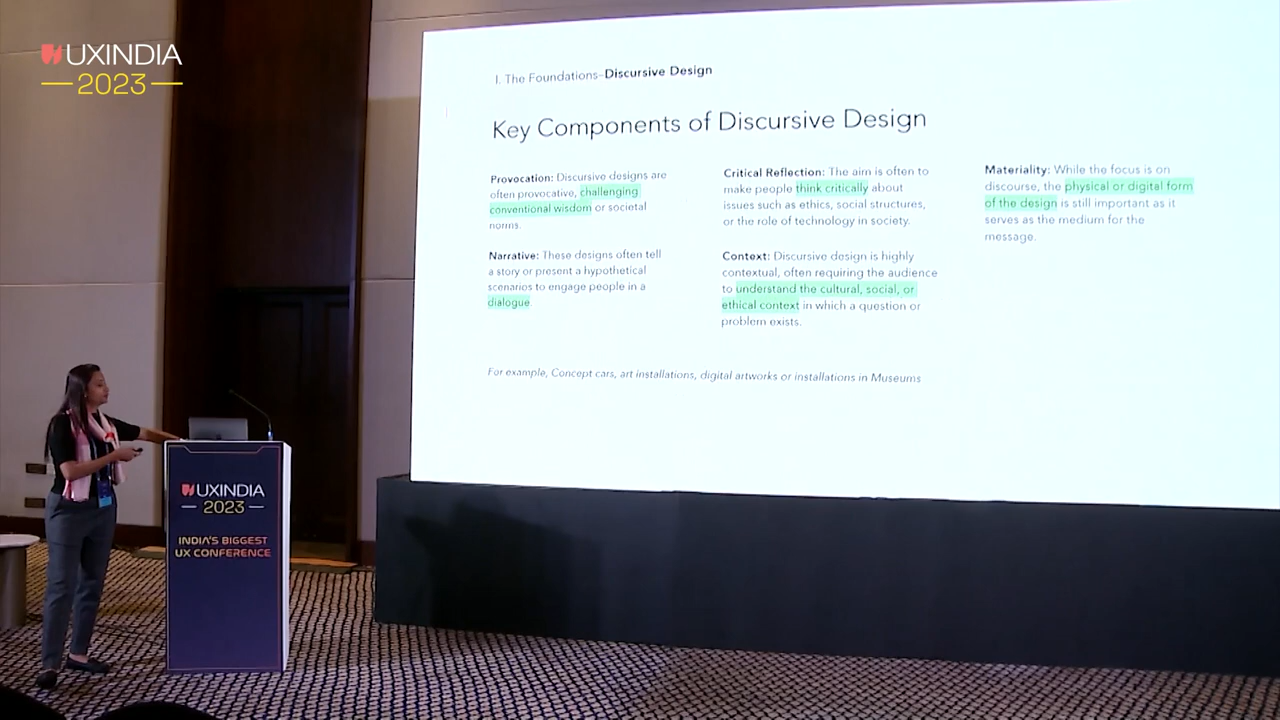 UXINDIA
2023
I. The Foundations–Discursive Design
Key Components of Discursive Design
Provocation: Discursive designs are
often provocative, challenging
conventional wisdom or societal
norms.
Narrative: These designs often tell
a story or present a hypothetical
scenarios to engage people in a
dialogue
Critical Reflection: The aim is often to
make people think critically about
issues such as ethics, social structures,
or the role of technology in society.
Context: Discursive design is highly
contextual, often requiring the audience
to understand the cultural, social, or
ethical context in which a question or
problem exists.
Materiality: While the focus is on
discourse, the physical or digital form
of the design is still important as it
serves as the medium for the
message.
For example, Concept cars, art installations, digital artworks or installations in Museums
UXINDIA
2023
INDIA'S BIGGEST
UX CONFERENCE